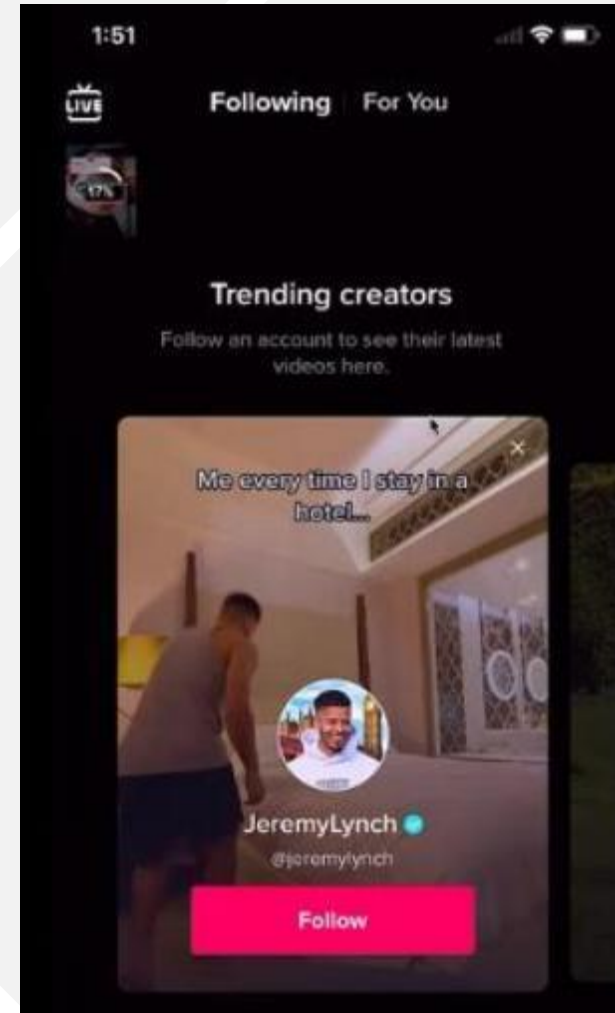 1:51
LIVE
Following
For You
17%
Trending creators
Follow an account to see their latest
videos here.
Me every time I stay in a
hotel...
JeremyLynch
@jeremylynch
Follow